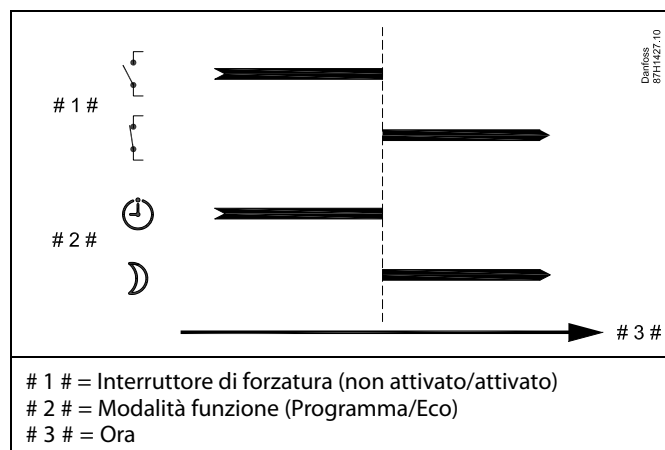 Danfoss
87H1427.10
# 1 #
# 2 #
# 3 #
# 1 # = Interruttore di forzatura (non attivato/attivato)
# 2 # = Modalità funzione (Programma/Eco)
# 3 # = Ora